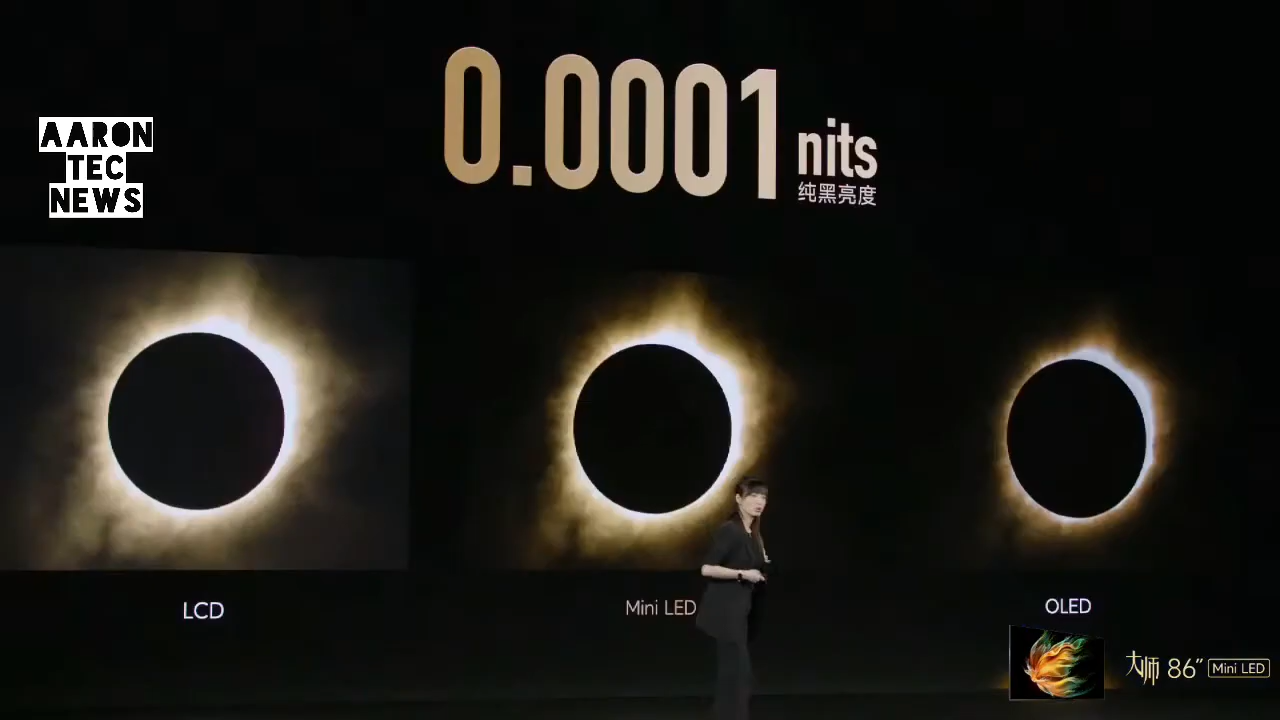 0.0001 nits
纯黑亮度
AARON
TEC
NEWS
LCD
Mini LED
OLED
大师 86" Mini LED